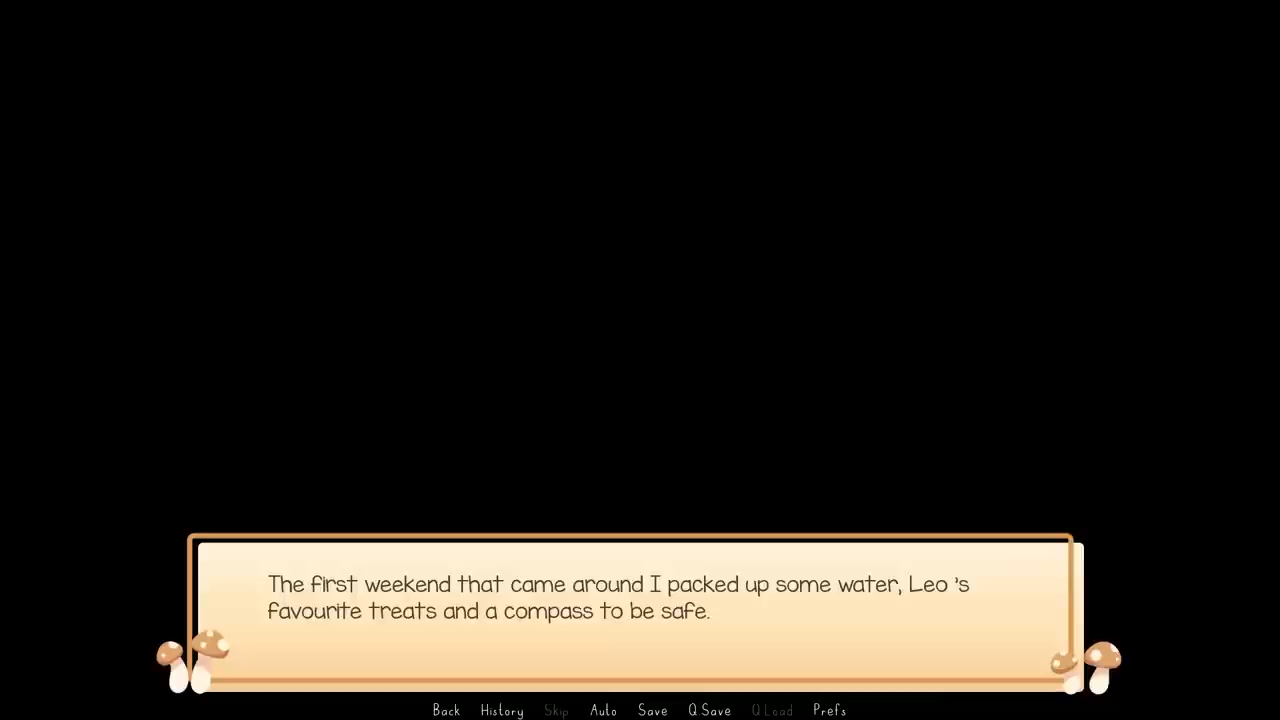 The first weekend that came around I packed up some water, Leo 's
favourite treats and a compass to be safe.
Back History Skip Auto Save Q.Save Q.Load Prefs